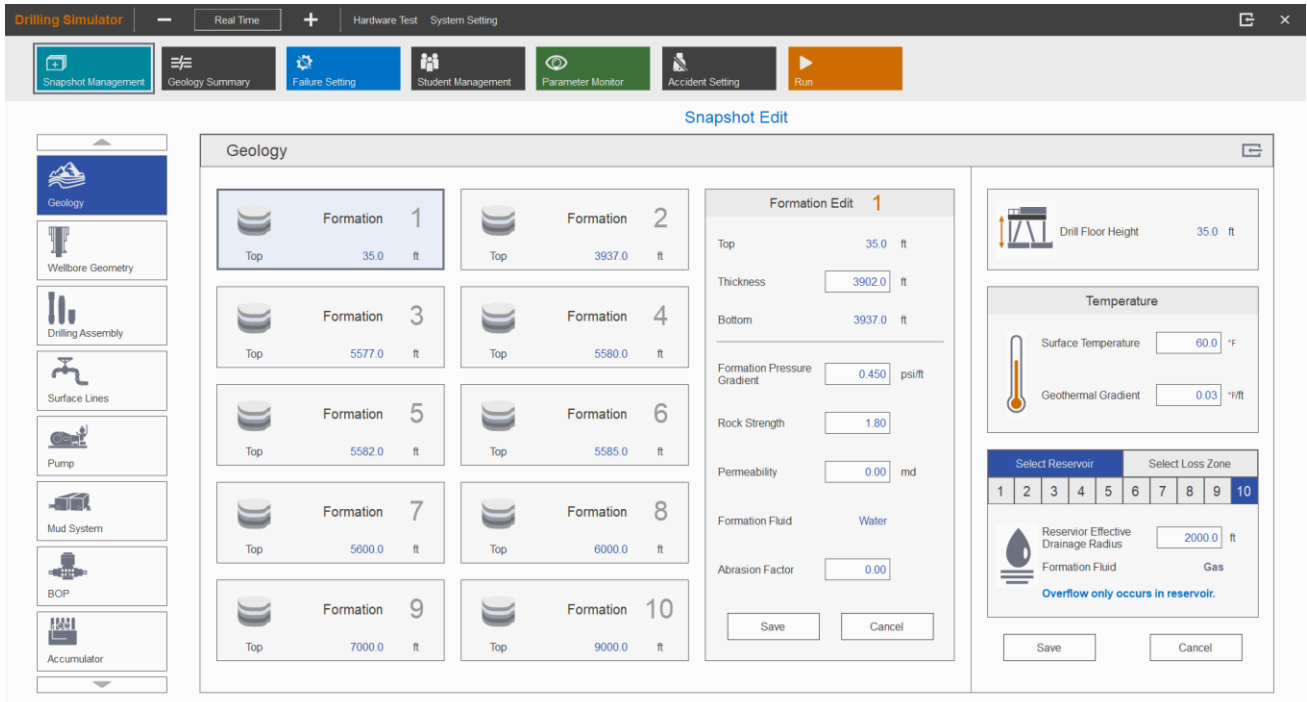 Drilling Simulator
Real Time
Hardware Test System Setting
Snapshot Management
Geology Summary
Failure Setting
Student Management
Parameter Monitor
Accident Setting
Run
Snapshot Edit
Geology
Wellbore Geometry
Drilling Assembly
Surface Lines
Pump
Mud System
BOP
Accumulator
Geology
Formation 1
Top 35.0 ft
Formation 2
Top 3937.0 ft
Formation 3
Top 5577.0 ft
Formation 4
Top 5580.0 ft
Formation 5
Top 5582.0 ft
Formation 6
Top 5585.0 ft
Formation 7
Top 5600.0 ft
Formation 8
Top 6000.0 ft
Formation 9
Top 7000.0 ft
Formation 10
Top 9000.0 ft
Formation Edit 1
Top 35.0 ft
Thickness 3902.0 ft
Bottom 3937.0 ft
Formation Pressure
Gradient 0.450 psi/ft
Rock Strength 1.80
Permeability 0.00 md
Formation Fluid Water
Abrasion Factor 0.00
Save Cancel
Drill Floor Height 35.0 ft
Temperature
Surface Temperature 60.0 °F
Geothermal Gradient 0.03 °F/ft
Select Reservoir Select Loss Zone
1 2 3 4 5 6 7 8 9 10
Reservior Effective
Drainage Radius 2000.0 ft
Formation Fluid Gas
Overflow only occurs in reservoir.
Save Cancel